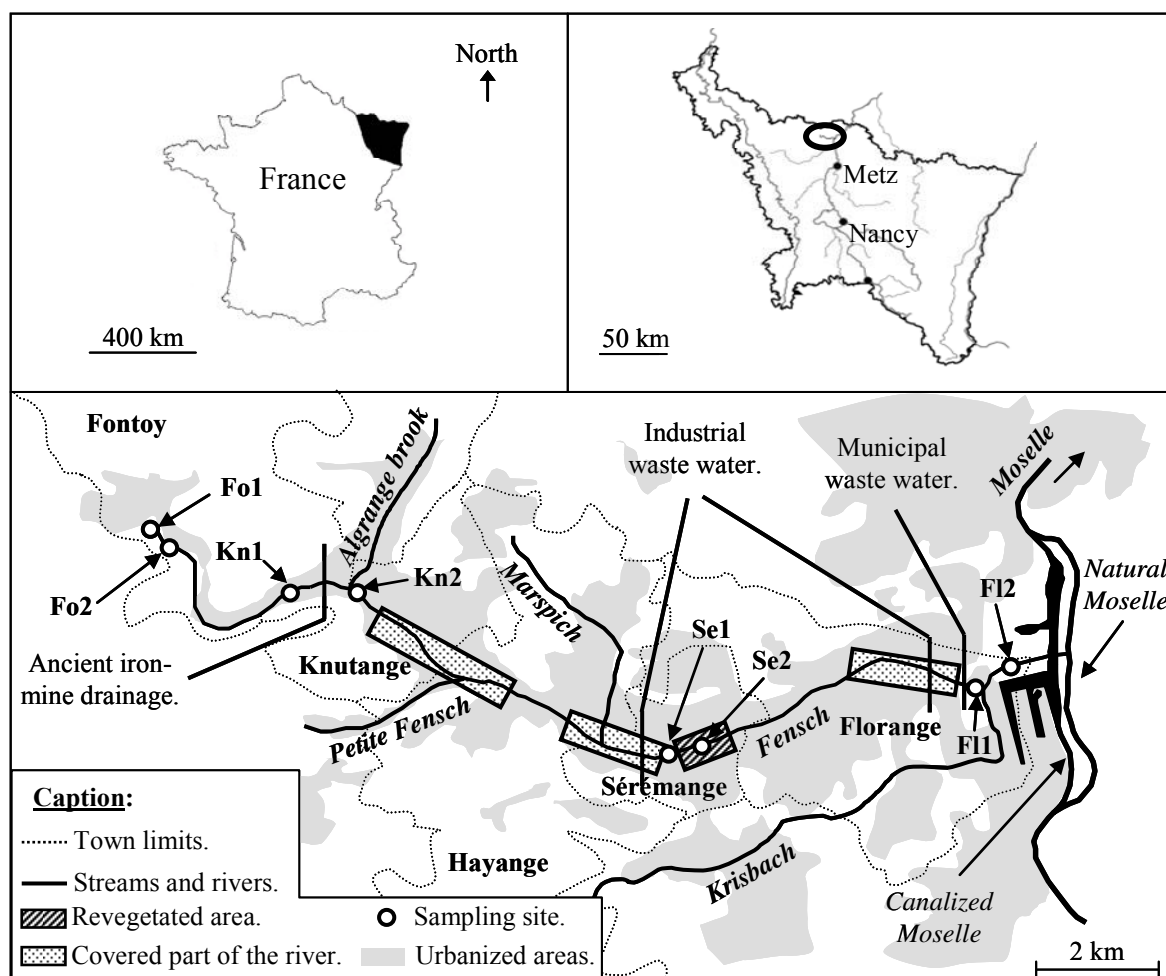 North
France
400 km
Metz
Nancy
50 km
Fontoy
Fo1
Fo2
Kn1
Algrange brook
Kn2
Industrial
waste water.
Municipal
waste water.
Moselle
Natural
Moselle
Ancient iron-
mine drainage.
Knutange
Petite Fensch
Marspich
Se1
Se2
Sérémange
Fensch
Florange
Fl1
Fl2
Hayange
Krisbach
Canalized
Moselle
2 km
Caption:
Town limits.
Streams and rivers.
Revegetated area.
Sampling site.
Covered part of the river.
Urbanized areas.